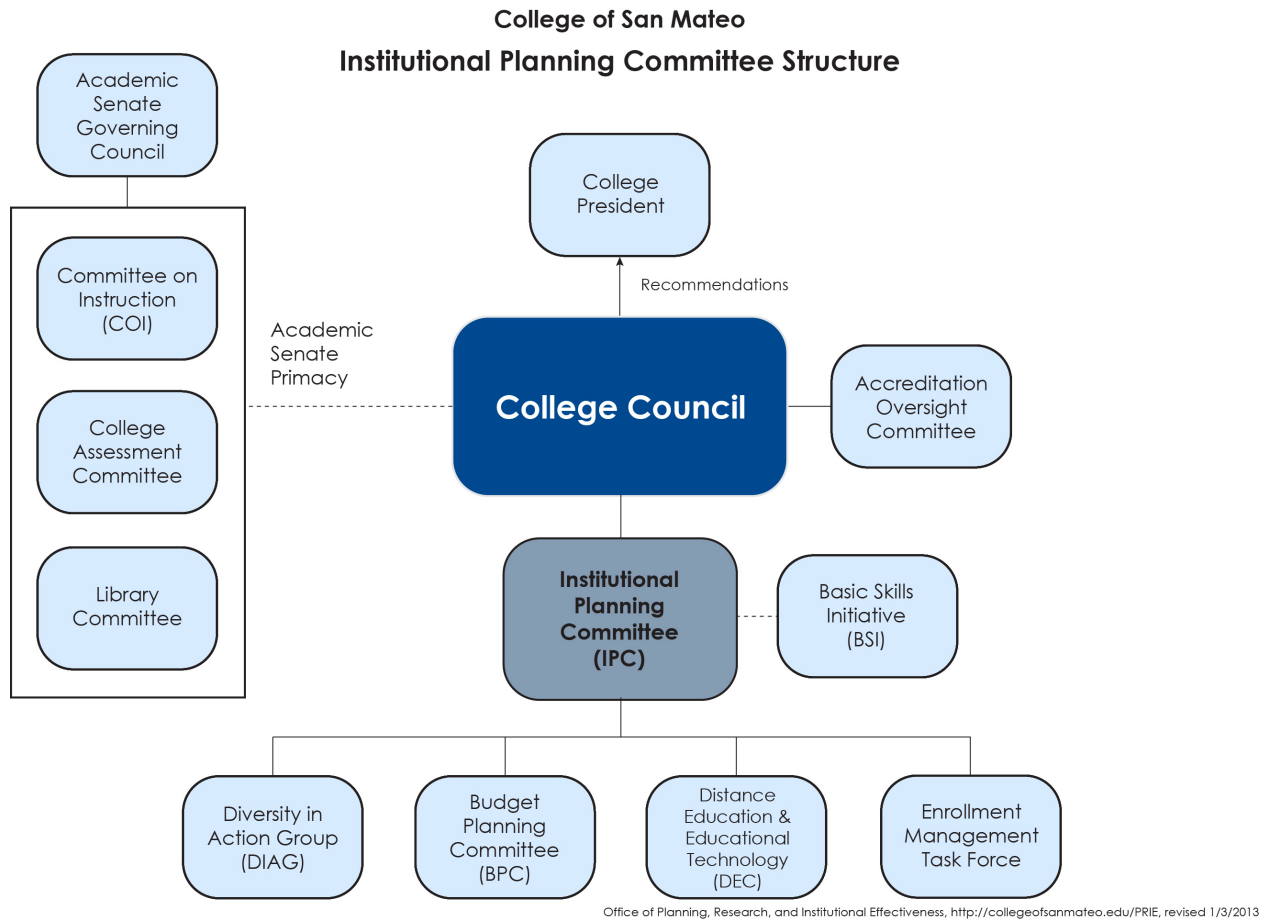 College of San Mateo
Institutional Planning Committee Structure
Academic
Senate
Governing
Council
College
President
Recommendations
Committee on
Instruction
(COI)
Academic
Senate
Primacy
College Council
Accreditation
Oversight
Committee
College
Assessment
Committee
Library
Committee
Institutional
Planning
Committee
(IPC)
Basic Skills
Initiative
(BSI)
Diversity in
Action Group
(DIAG)
Budget
Planning
Committee
(BPC)
Distance
Education &
Educational
Technology
(DEC)
Enrollment
Management
Task Force
Office of Planning, Research, and Institutional Effectiveness, http://collegeofsanmateo.edu/PRIE, revised 1/3/2013